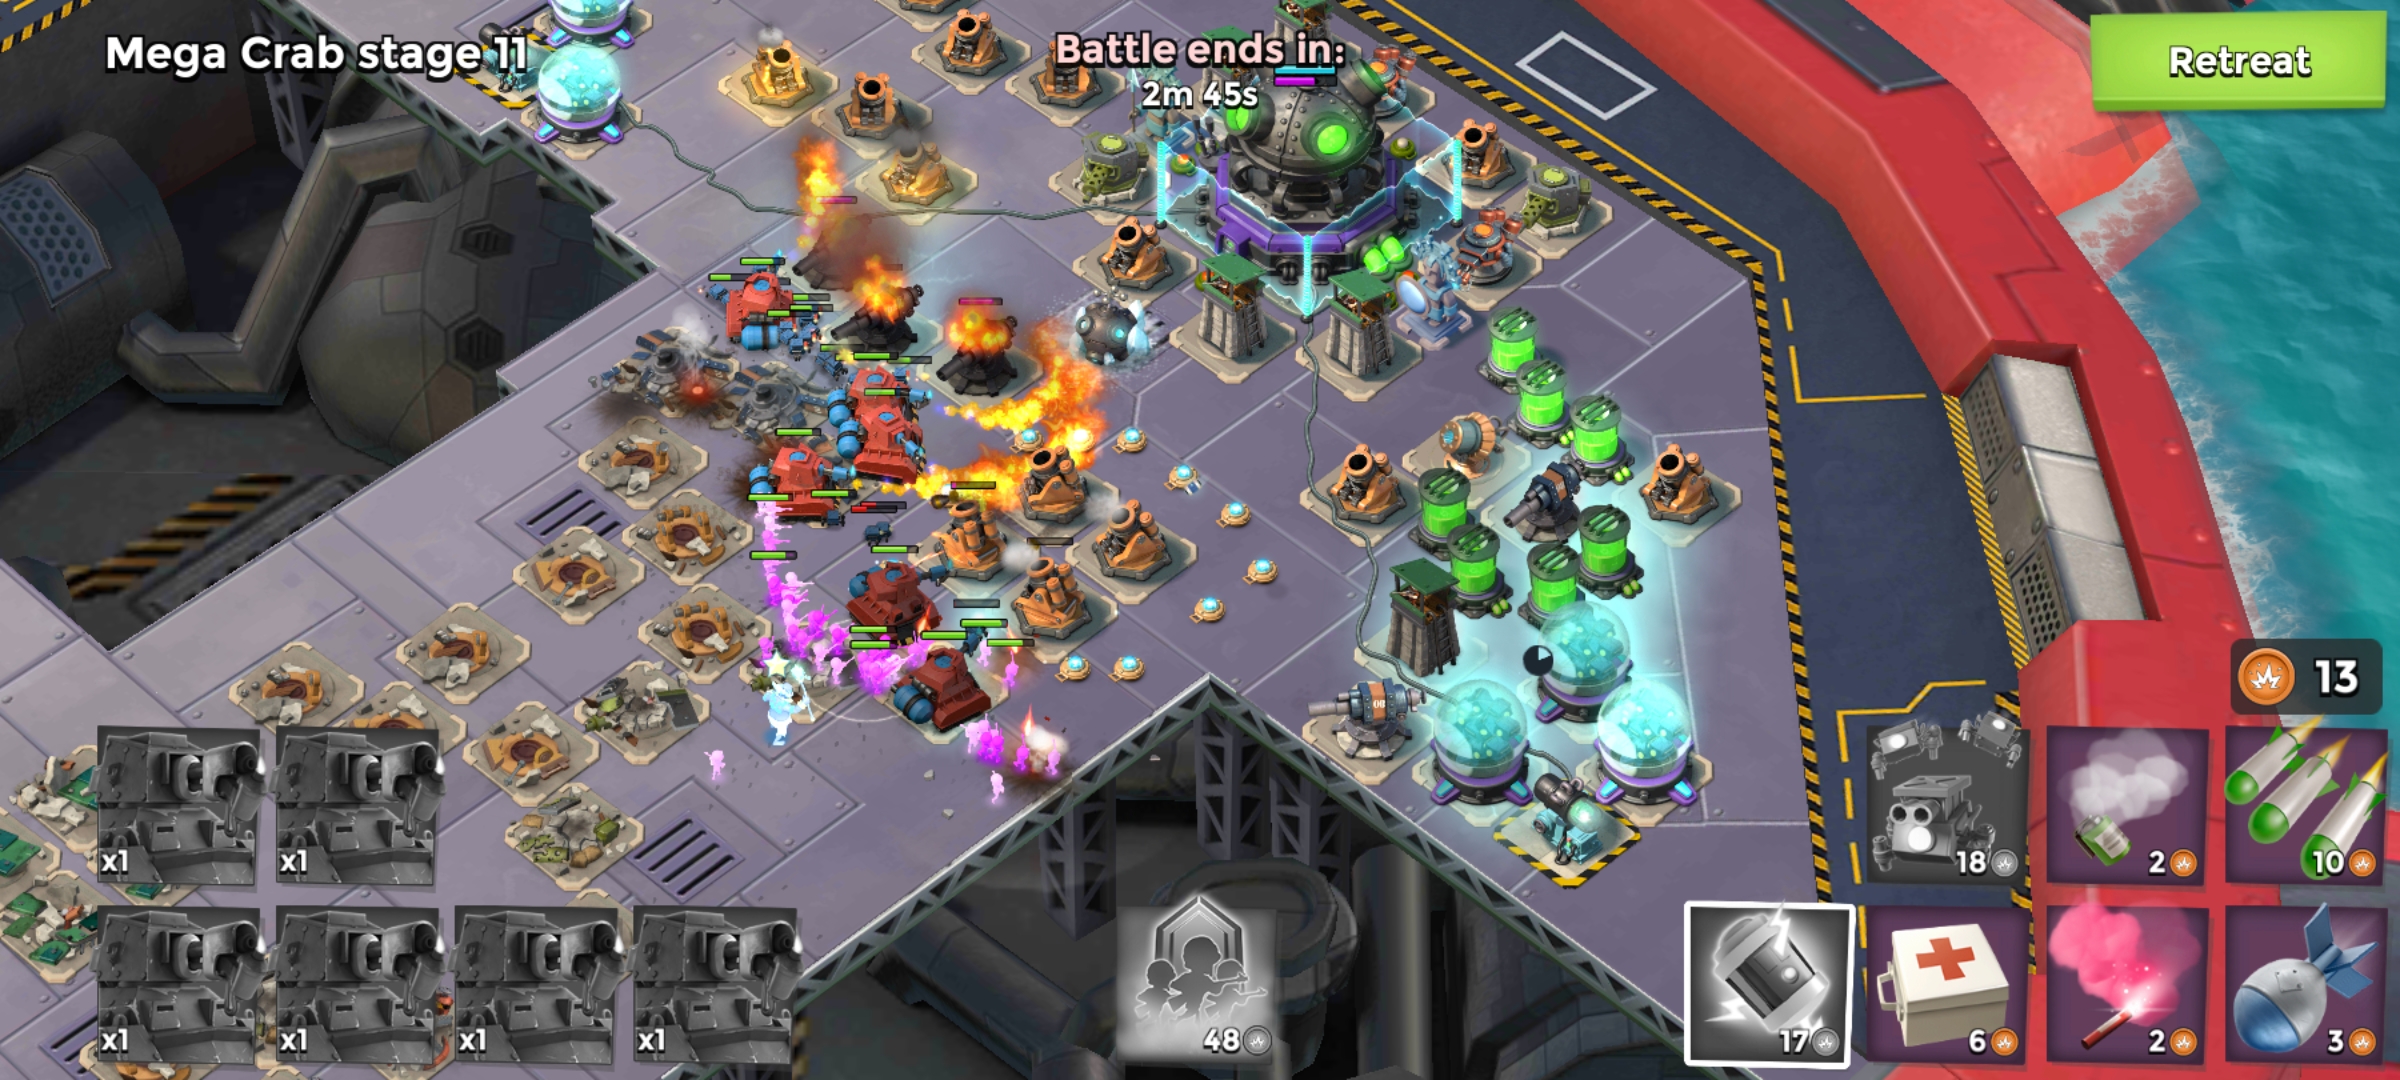 Mega Crab stage 11
Battle ends in:
2m 45s
Retreat
13
x1
x1
18
2
10
x1
x1
x1
x1
48
17
6
2
3